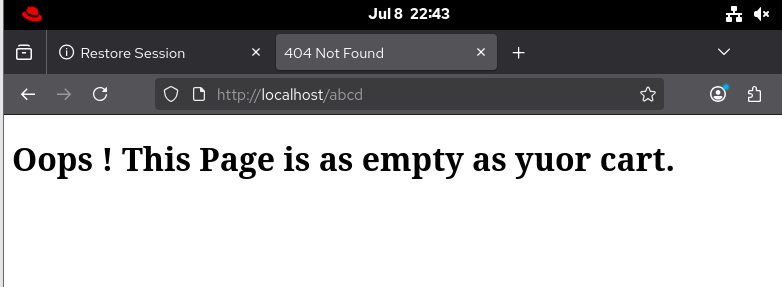 Jul 8 22:43
Restore Session
404 Not Found
http://localhost/abcd
Oops ! This Page is as empty as yuor cart.